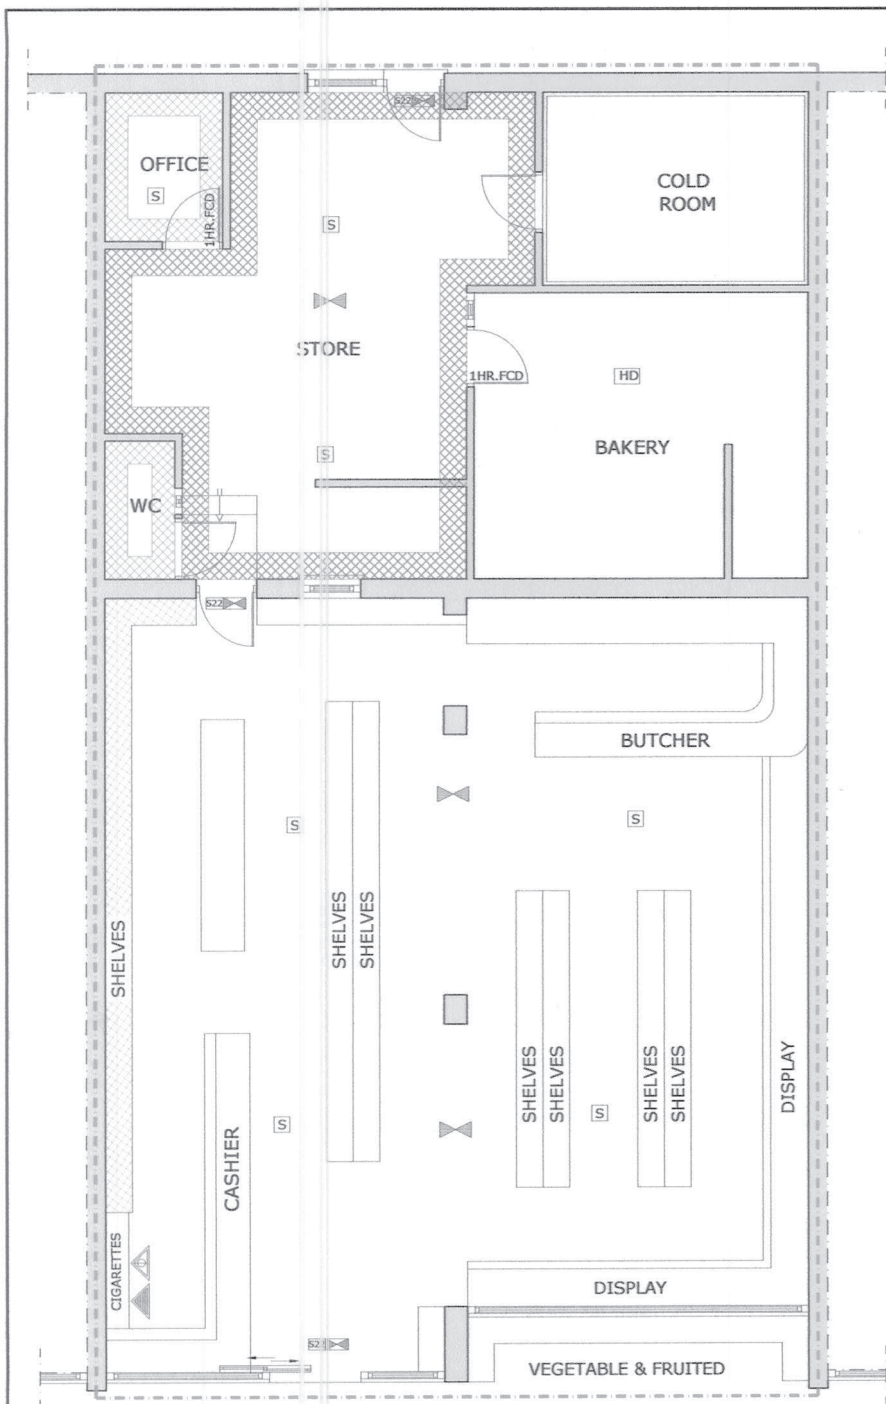 S22
OFFICE
S
1HR.FCD
COLD
ROOM
S
STORE
1HR.FCD
HD
BAKERY
S
WC
S22
BUTCHER
S
S
SHELVES
SHELVES
SHELVES
SHELVES
SHELVES
SHELVES
SHELVES
DISPLAY
S
S
CASHIER
CIGARETTES
DISPLAY
VEGETABLE & FRUITED